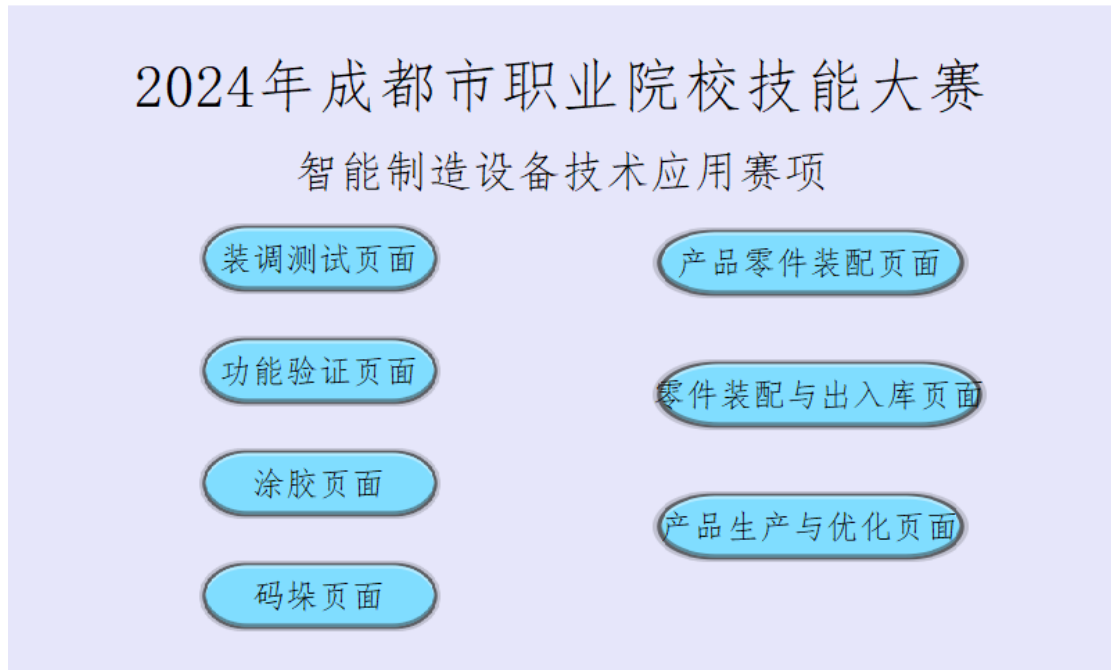 2024年成都市职业院校技能大赛
智能制造设备技术应用赛项
装调测试页面
产品零件装配页面
功能验证页面
零件装配与出入库页面
涂胶页面
产品生产与优化页面
码垛页面